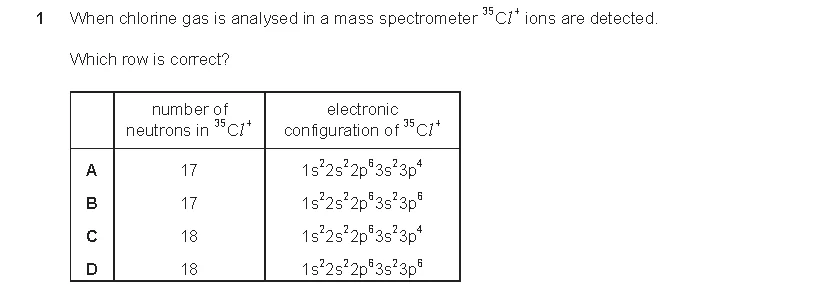 1 When chlorine gas is analysed in a mass spectrometer ³⁵Cl⁺ ions are detected.
Which row is correct?
number of neutrons in ³⁵Cl⁺ | electronic configuration of ³⁵Cl⁺
A 17 1s²2s²2p⁶3s²3p⁴
B 17 1s²2s²2p⁶3s²3p⁶
C 18 1s²2s²2p⁶3s²3p⁴
D 18 1s²2s²2p⁶3s²3p⁶